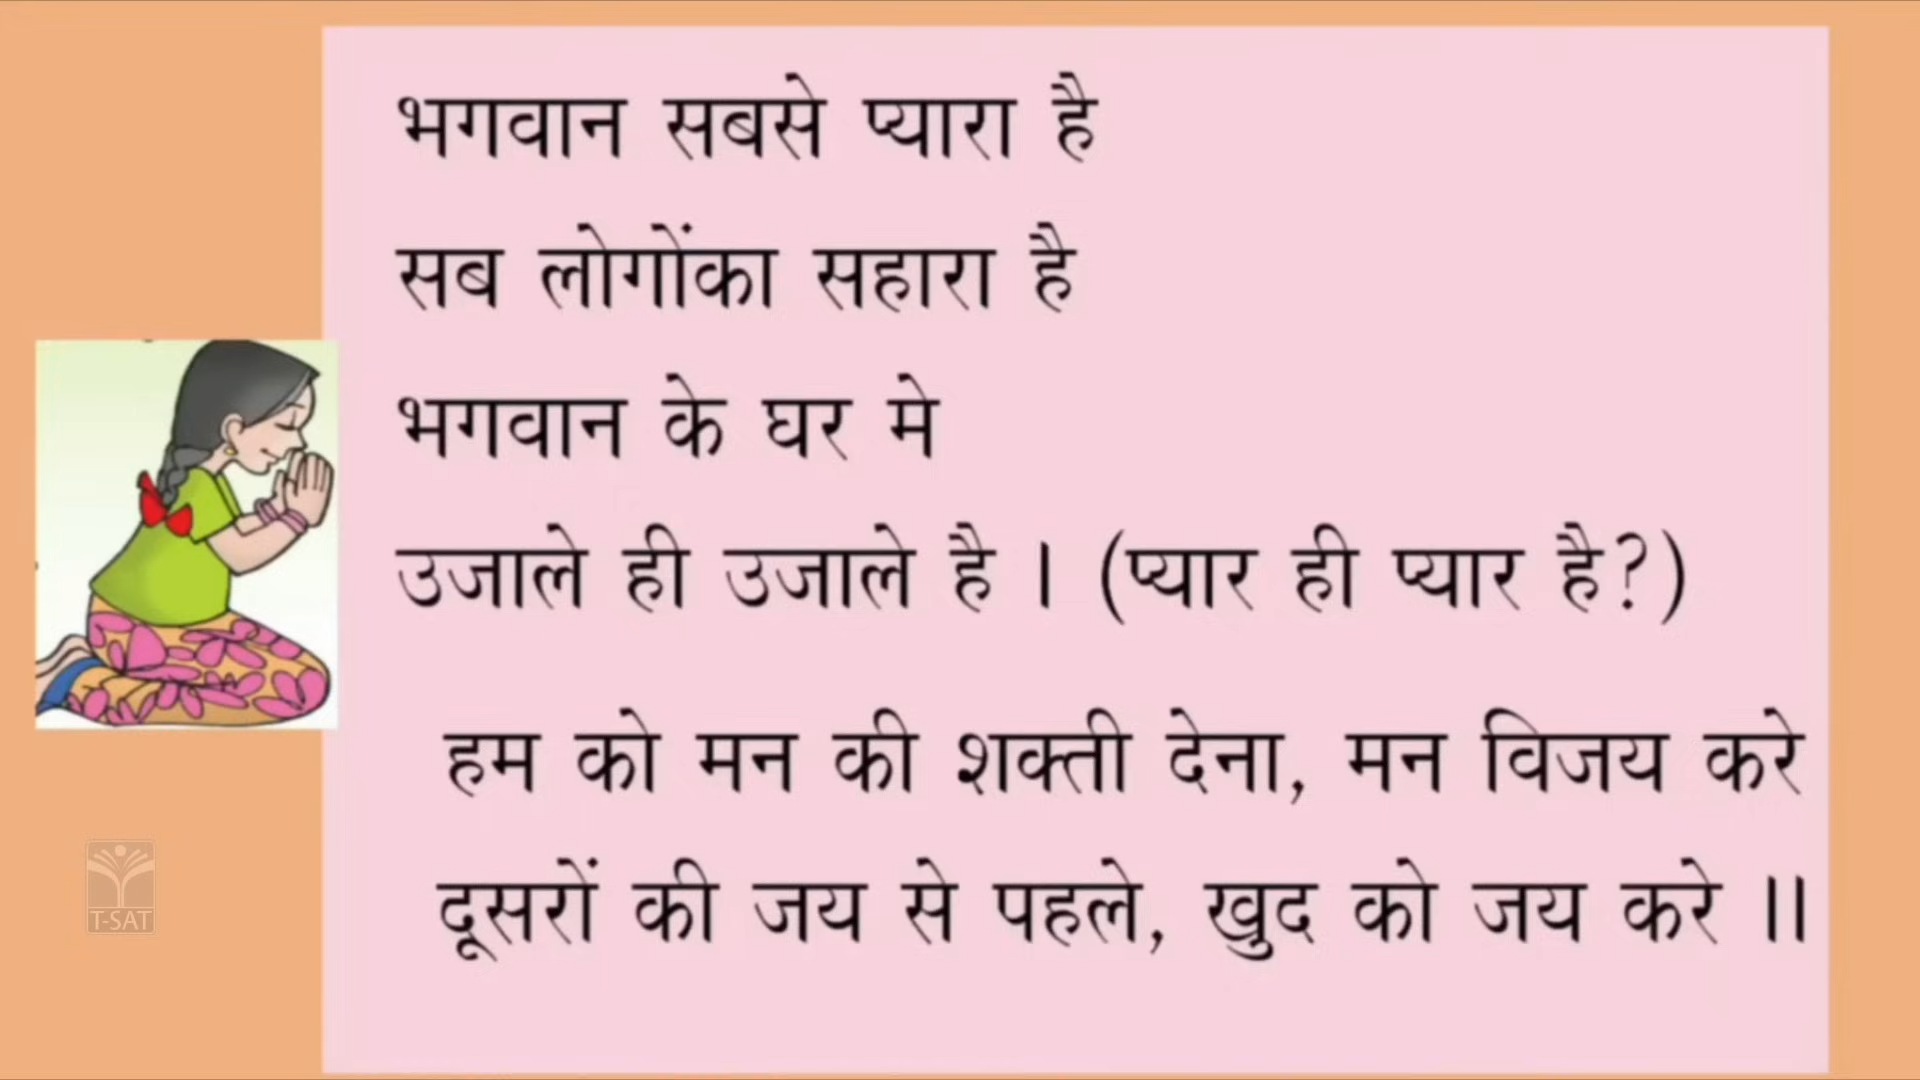 भगवान सबसे प्यारा है
सब लोगोंका सहारा है
भगवान के घर मे
उजाले ही उजाले है । (प्यार ही प्यार है?)
हम को मन की शक्ती देना, मन विजय करे
दूसरों की जय से पहले, खुद को जय करे ॥
T-SAT